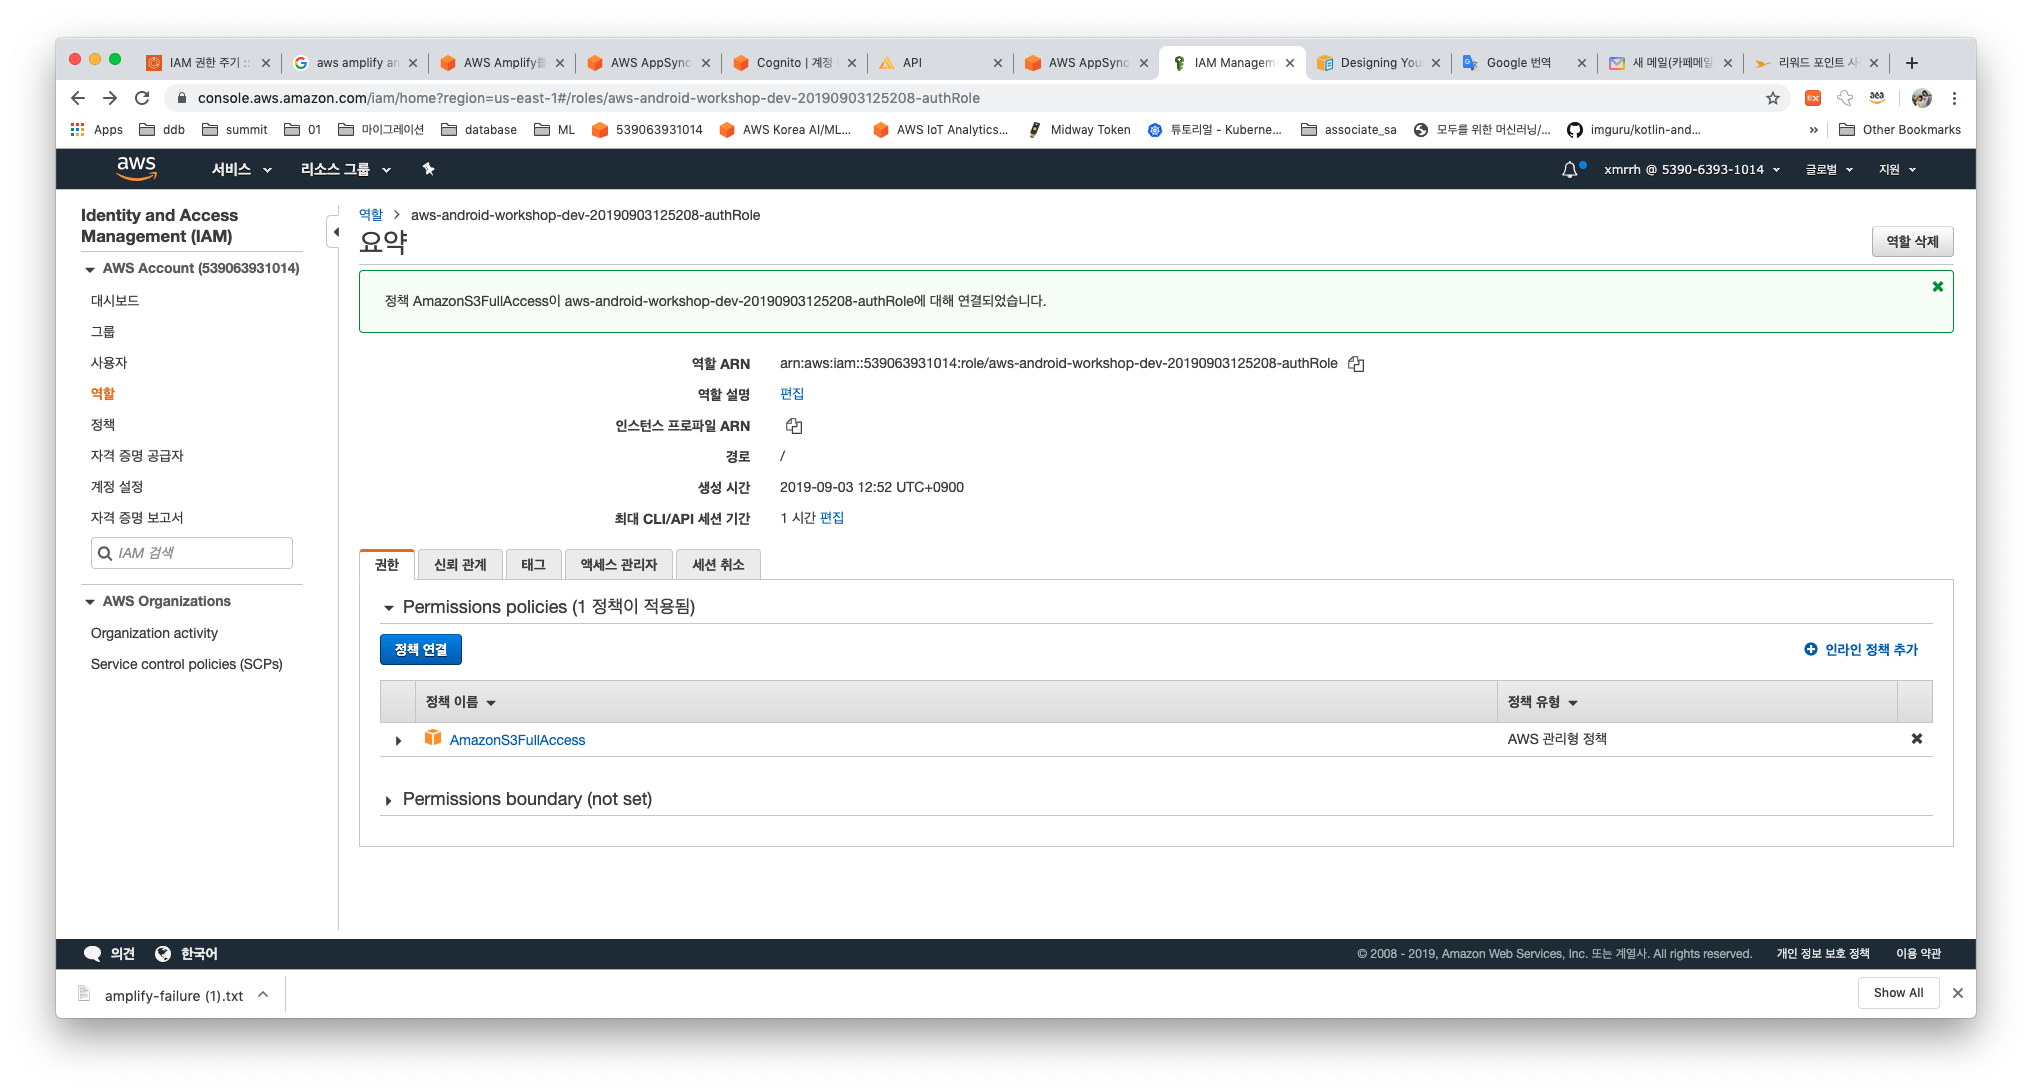 IAM 권한 주기 ::
aws amplify an
AWS Amplify를
AWS AppSync
Cognito | 계정
API
AWS AppSync
IAM Managem
Designing You
Google 번역
새 메일(카페메일
리워드 포인트 사
console.aws.amazon.com/iam/home?region=us-east-1#/roles/aws-android-workshop-dev-20190903125208-authRole
Apps
ddb
summit
01
마이그레이션
database
ML
539063931014
AWS Korea AI/ML...
AWS IoT Analytics...
Midway Token
튜토리얼 - Kuberne...
associate_sa
모두를 위한 머신러닝/...
imguru/kotlin-and...
»
Other Bookmarks
aws
서비스
리소스 그룹
xmrrh @ 5390-6393-1014
글로벌
지원
Identity and Access
Management (IAM)
AWS Account (539063931014)
대시보드
그룹
사용자
역할
정책
자격 증명 공급자
계정 설정
자격 증명 보고서
IAM 검색
AWS Organizations
Organization activity
Service control policies (SCPs)
역할 > aws-android-workshop-dev-20190903125208-authRole
요약
역할 삭제
정책 AmazonS3FullAccess이 aws-android-workshop-dev-20190903125208-authRole에 대해 연결되었습니다.
역할 ARN arn:aws:iam::539063931014:role/aws-android-workshop-dev-20190903125208-authRole
역할 설명 편집
인스턴스 프로파일 ARN
경로 /
생성 시간 2019-09-03 12:52 UTC+0900
최대 CLI/API 세션 기간 1 시간 편집
권한
신뢰 관계
태그
액세스 관리자
세션 취소
Permissions policies (1 정책이 적용됨)
정책 연결
인라인 정책 추가
정책 이름
정책 유형
AmazonS3FullAccess
AWS 관리형 정책
Permissions boundary (not set)
의견
한국어
© 2008 - 2019, Amazon Web Services, Inc. 또는 계열사. All rights reserved.
개인 정보 보호 정책
이용 약관
amplify-failure (1).txt
Show All